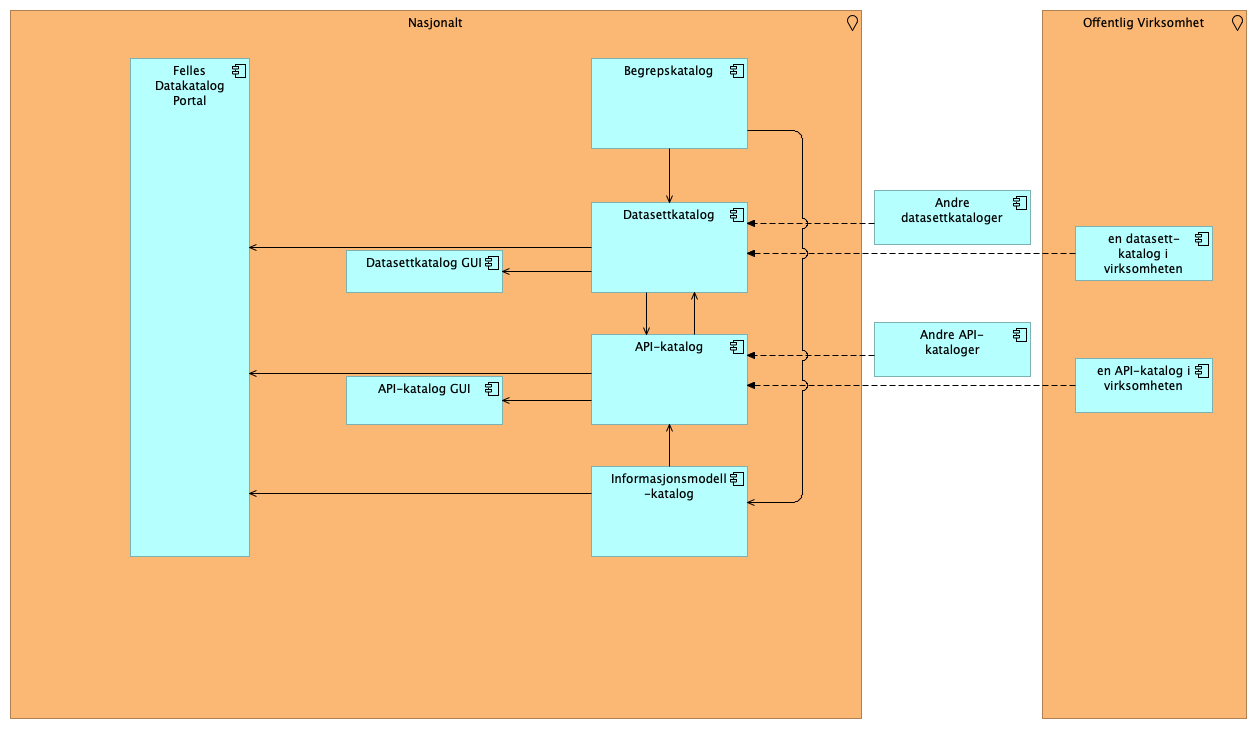 Nasjonalt
Offentlig Virksomhet
Felles
Datakatalog
Portal
Begrepskatalog
Datasettkatalog
Andre
datasettkataloger
en datasett-
katalog i
virksomheten
Datasettkatalog GUI
API-katalog
Andre API-
kataloger
en API-katalog i
virksomheten
API-katalog GUI
Informasjonsmodell
-katalog